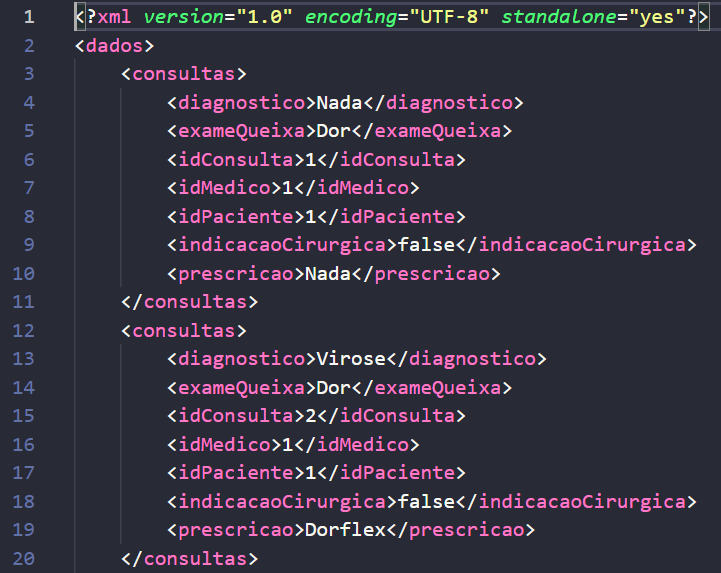 1 <?xml version="1.0" encoding="UTF-8" standalone="yes"?>
2 <dados>
3 <consultas>
4 <diagnostico>Nada</diagnostico>
5 <exameQueixa>Dor</exameQueixa>
6 <idConsulta>1</idConsulta>
7 <idMedico>1</idMedico>
8 <idPaciente>1</idPaciente>
9 <indicacaoCirurgica>false</indicacaoCirurgica>
10 <prescricao>Nada</prescricao>
11 </consultas>
12 <consultas>
13 <diagnostico>Virose</diagnostico>
14 <exameQueixa>Dor</exameQueixa>
15 <idConsulta>2</idConsulta>
16 <idMedico>1</idMedico>
17 <idPaciente>1</idPaciente>
18 <indicacaoCirurgica>false</indicacaoCirurgica>
19 <prescricao>Dorflex</prescricao>
20 </consultas>